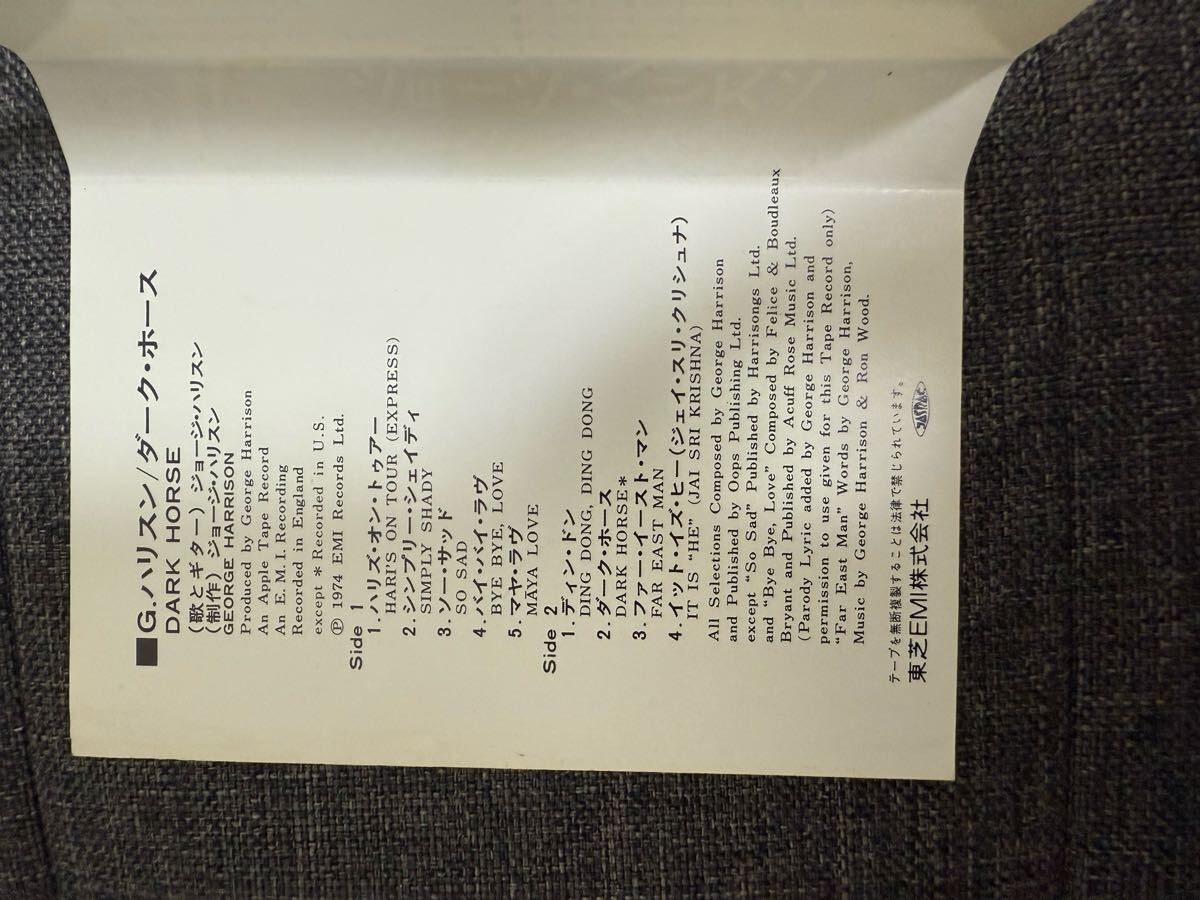 ■G.ハリスン/ダーク・ホース
DARK HORSE
(歌とギター) ジョージ・ハリスン
(制作) ジョージ・ハリスン
GEORGE HARRISON
Produced by George Harrison
An Apple Tape Record
An E.M.I. Recording
Recorded in England
except * Recorded in U.S.
Ⓟ 1974 EMI Records Ltd.
Side 1
1. ハリズ・オン・トゥアー
HARI'S ON TOUR (EXPRESS)
2. シンプリー・シェイディ
SIMPLY SHADY
3. ソー・サッド
SO SAD
4. バイ・バイ・ラヴ
BYE BYE, LOVE
5. マヤ・ラヴ
MĀYA LOVE
Side 2
1. ディン・ドン
DING DONG, DING DONG
2. ダーク・ホース
DARK HORSE*
3. ファー・イースト・マン
FAR EAST MAN
4. イット・イズ・ヒー(ジェイ・スリ・クリシュナ)
IT IS "HE" (JAI SRI KRISHNA)
All Selections Composed by George Harrison
and Published by Oops Publishing Ltd.
except "So Sad" Published by Harrisongs Ltd.
and "Bye Bye, Love" Composed by Felice & Boudleaux
Bryant and Published by Acuff Rose Music Ltd.
(Parody Lyric added by George Harrison and
permission to use given for this Tape Record only)
"Far East Man" Words by George Harrison,
Music by George Harrison & Ron Wood.
テープを無断複製することは法律で禁じられています。
JASRAC
東芝EMI株式会社